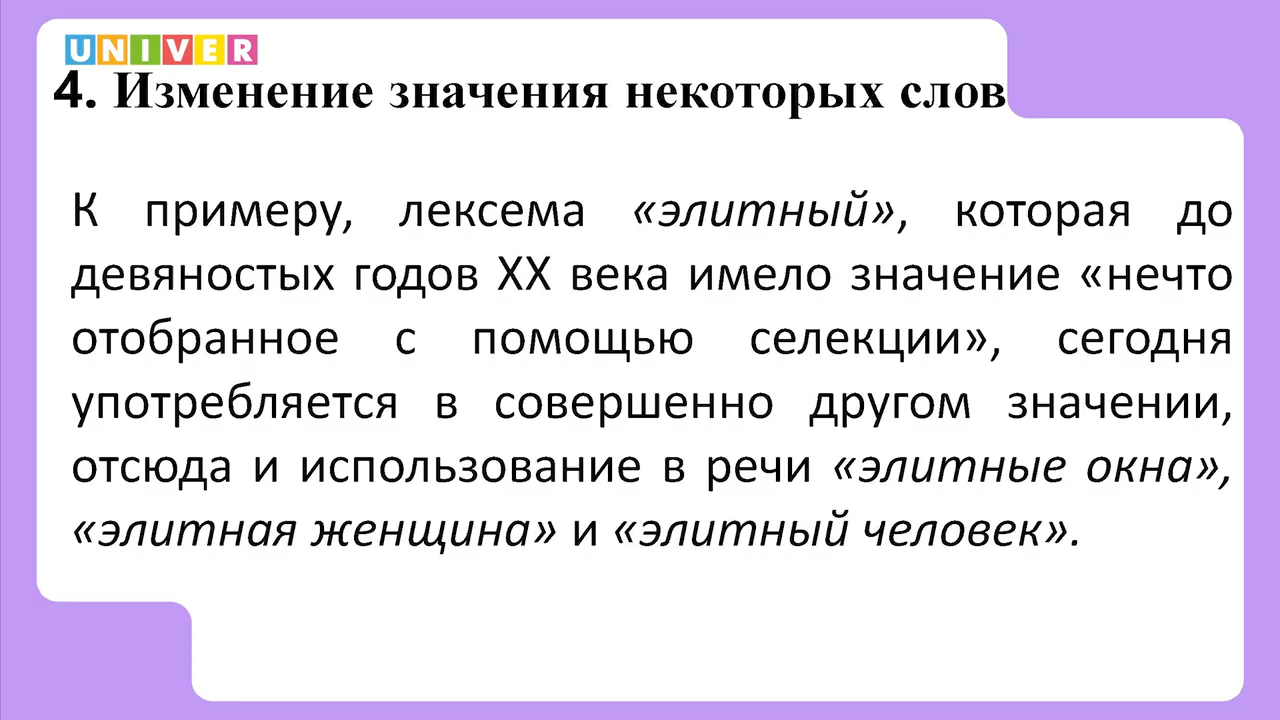 UNIVER
4. Изменение значения некоторых слов
К примеру, лексема «элитный», которая до
девяностых годов XX века имело значение «нечто
отобранное с помощью селекции», сегодня
употребляется в совершенно другом значении,
отсюда и использование в речи «элитные окна»,
«элитная женщина» и «элитный человек».